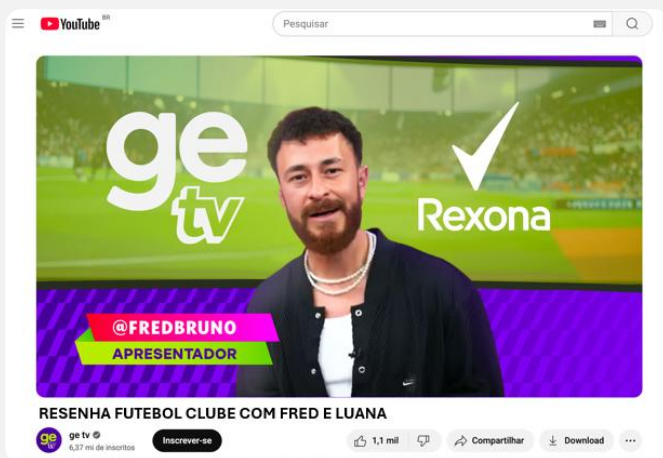 YouTube BR
Pesquisar
ge
tv
Rexona
@FREDBRUNO
APRESENTADOR
RESENHA FUTEBOL CLUBE COM FRED E LUANA
ge
tv
ge tv
6,37 mi de inscritos
Inscrever-se
1,1 mil
Compartilhar
Download